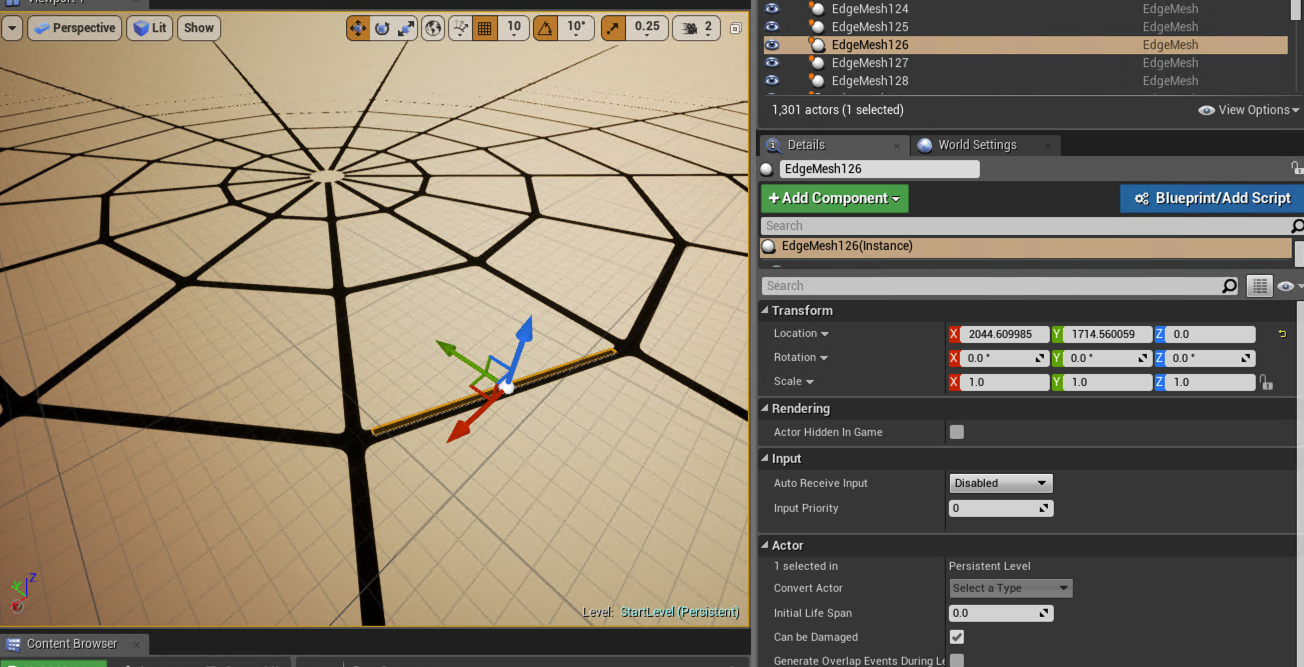 Viewport 1
Perspective Lit Show 10 10° 0.25 2
Level: StartLevel (Persistent)
Z
Content Browser
EdgeMesh124 EdgeMesh
EdgeMesh125 EdgeMesh
EdgeMesh126 EdgeMesh
EdgeMesh127 EdgeMesh
EdgeMesh128 EdgeMesh
1,301 actors (1 selected) View Options
Details World Settings
EdgeMesh126
+Add Component Blueprint/Add Script
Search
EdgeMesh126(Instance)
Search
Transform
Location X 2044.609985 Y 1714.560059 Z 0.0
Rotation X 0.0 ° Y 0.0 ° Z 0.0 °
Scale X 1.0 Y 1.0 Z 1.0
Rendering
Actor Hidden In Game
Input
Auto Receive Input Disabled
Input Priority 0
Actor
1 selected in Persistent Level
Convert Actor Select a Type
Initial Life Span 0.0
Can be Damaged
Generate Overlap Events During Le